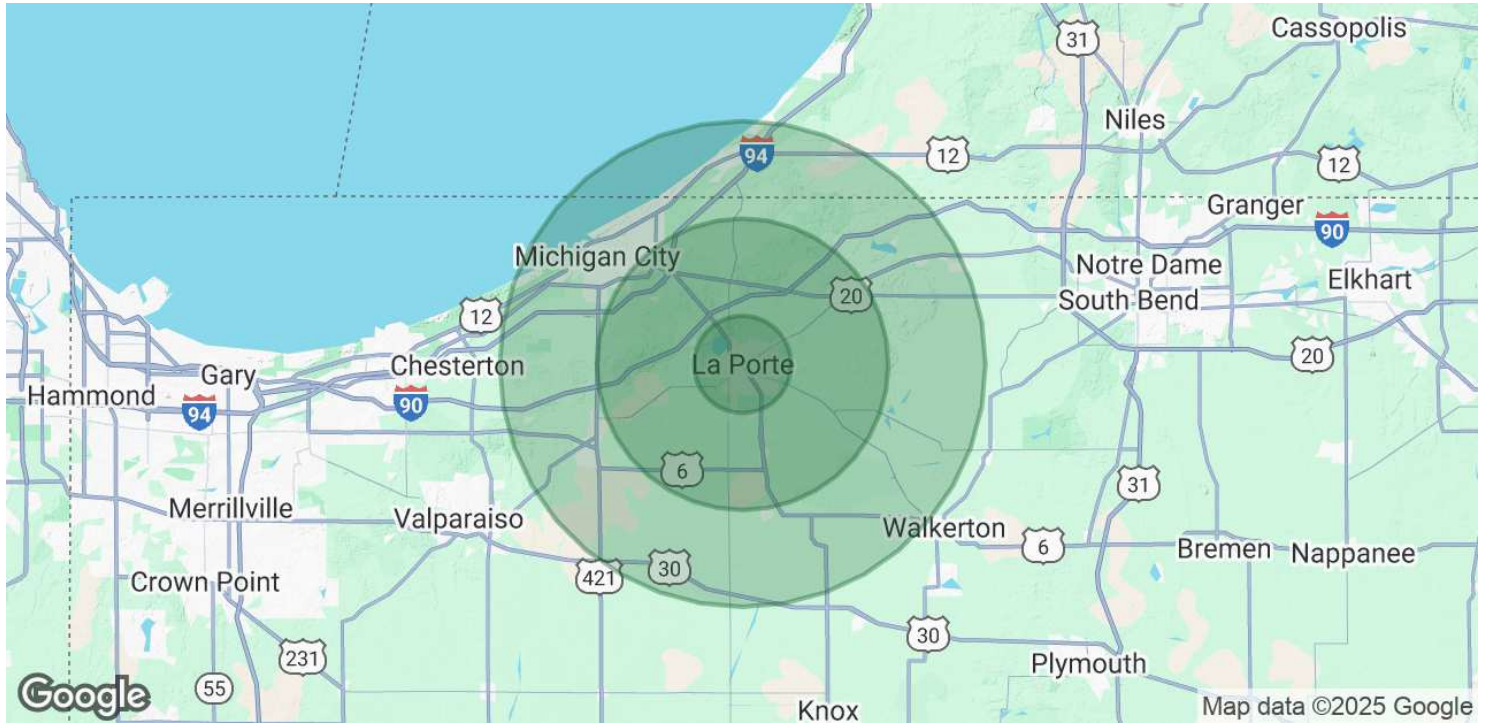 Cassopolis
31
Niles
94
12
12
Granger
90
Michigan City
Notre Dame
Elkhart
South Bend
20
12
20
La Porte
Chesterton
Gary
Hammond
90
94
6
31
Merrillville
Valparaiso
Walkerton
6
Bremen
Nappanee
Crown Point
421
30
30
231
Plymouth
55
Google
Knox
Map data ©2025 Google